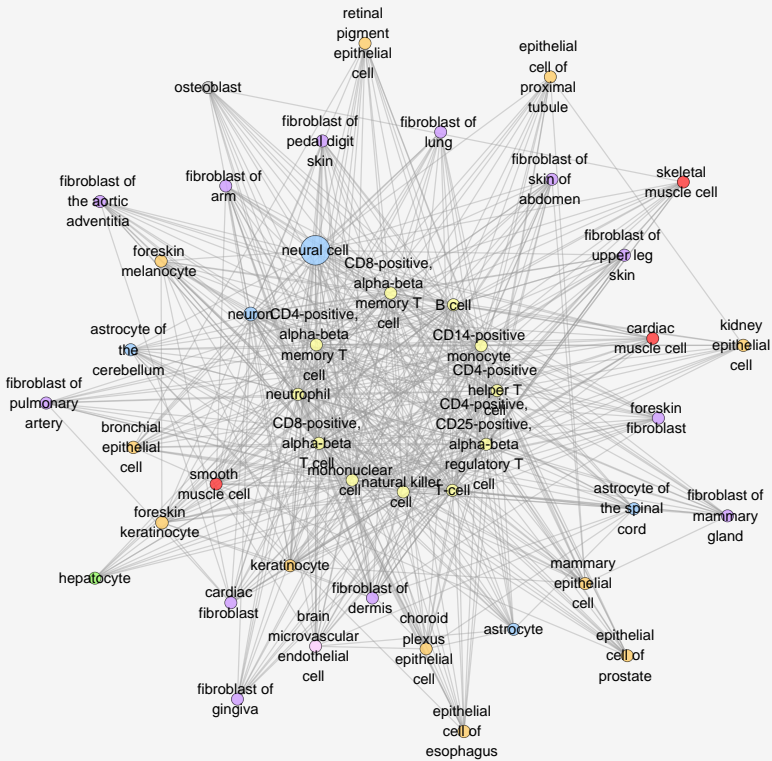 retinal
pigment
epithelial
cell
epithelial
cell of
proximal
tubule
osteoblast
fibroblast of
pedal digit
skin
fibroblast of
lung
fibroblast of
skin of
abdomen
skeletal
muscle cell
fibroblast of
arm
fibroblast of
the aortic
adventitia
foreskin
melanocyte
neural cell
fibroblast of
upper leg
skin
CD8-positive,
alpha-beta
memory T
cell
B cell
neuron
CD4-positive,
alpha-beta
memory T
cell
CD14-positive
monocyte
cardiac
muscle cell
kidney
epithelial
cell
astrocyte of
the
cerebellum
CD4-positive
helper T
cell
fibroblast of
pulmonary
artery
neutrophil
CD4-positive,
CD25-positive,
alpha-beta
regulatory T
cell
foreskin
fibroblast
bronchial
epithelial
cell
CD8-positive,
alpha-beta
T cell
smooth
muscle cell
mononuclear
cell
natural killer
cell
T-cell
astrocyte of
the spinal
cord
fibroblast of
mammary
gland
foreskin
keratinocyte
hepatocyte
keratinocyte
mammary
epithelial
cell
cardiac
fibroblast
fibroblast of
dermis
brain
microvascular
endothelial
cell
choroid
plexus
epithelial
cell
astrocyte
epithelial
cell of
prostate
fibroblast of
gingiva
epithelial
cell of
esophagus